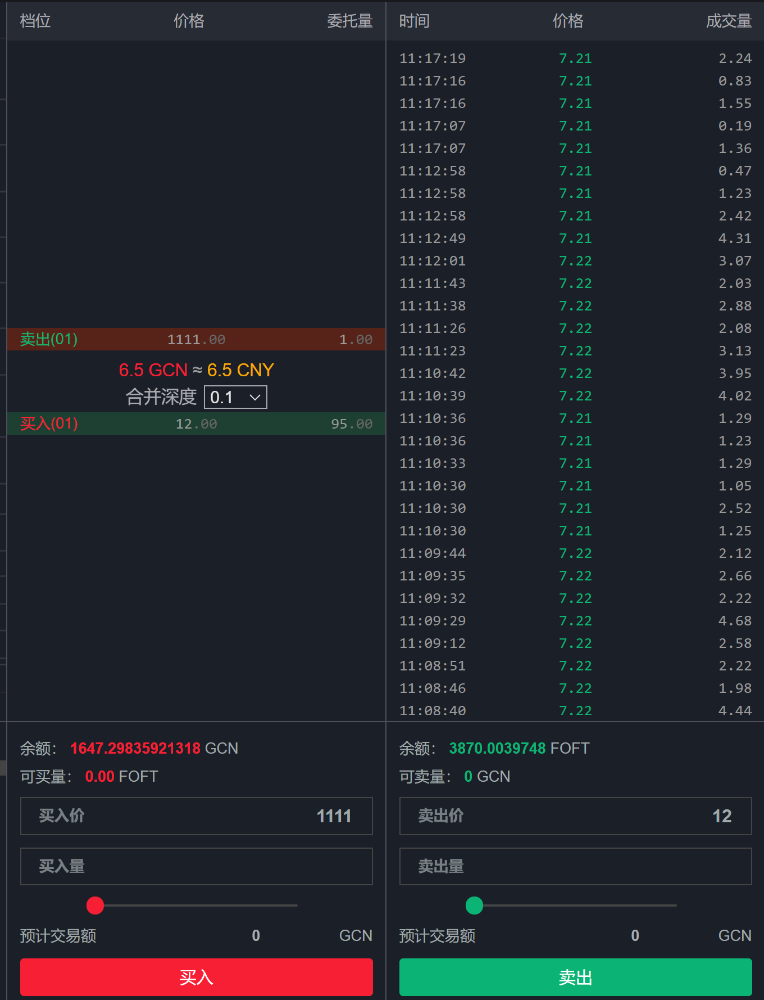 档位 价格 委托量
卖出(01) 1111.00 1.00
6.5 GCN ≈ 6.5 CNY
合并深度 0.1
买入(01) 12.00 95.00
时间 价格 成交量
11:17:19 7.21 2.24
11:17:16 7.21 0.83
11:17:16 7.21 1.55
11:17:07 7.21 0.19
11:17:07 7.21 1.36
11:12:58 7.21 0.47
11:12:58 7.21 1.23
11:12:58 7.21 2.42
11:12:49 7.21 4.31
11:12:01 7.22 3.07
11:11:43 7.22 2.03
11:11:38 7.22 2.88
11:11:26 7.22 2.08
11:11:23 7.22 3.13
11:10:42 7.22 3.95
11:10:39 7.22 4.02
11:10:36 7.21 1.29
11:10:36 7.21 1.23
11:10:33 7.21 1.29
11:10:30 7.21 1.05
11:10:30 7.21 2.52
11:10:30 7.21 1.25
11:09:44 7.22 2.12
11:09:35 7.22 2.66
11:09:32 7.22 2.22
11:09:29 7.22 4.68
11:09:12 7.22 2.58
11:08:51 7.22 2.22
11:08:46 7.22 1.98
11:08:40 7.22 4.44
余额： 1647.29835921318 GCN
可买量： 0.00 FOFT
买入价 1111
买入量
预计交易额 0 GCN
买入
余额： 3870.0039748 FOFT
可卖量： 0 GCN
卖出价 12
卖出量
预计交易额 0 GCN
卖出